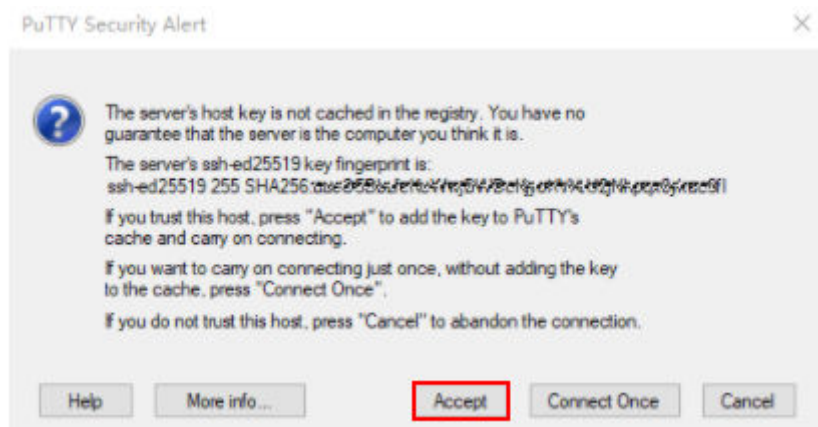 PuTTY Security Alert
The server's host key is not cached in the registry. You have no
guarantee that the server is the computer you think it is.
The server's ssh-ed25519 key fingerprint is:
ssh-ed25519 255 SHA256:
If you trust this host, press "Accept" to add the key to PuTTY's
cache and carry on connecting.
If you want to carry on connecting just once, without adding the key
to the cache, press "Connect Once".
If you do not trust this host, press "Cancel" to abandon the connection.
Help More info... Accept Connect Once Cancel